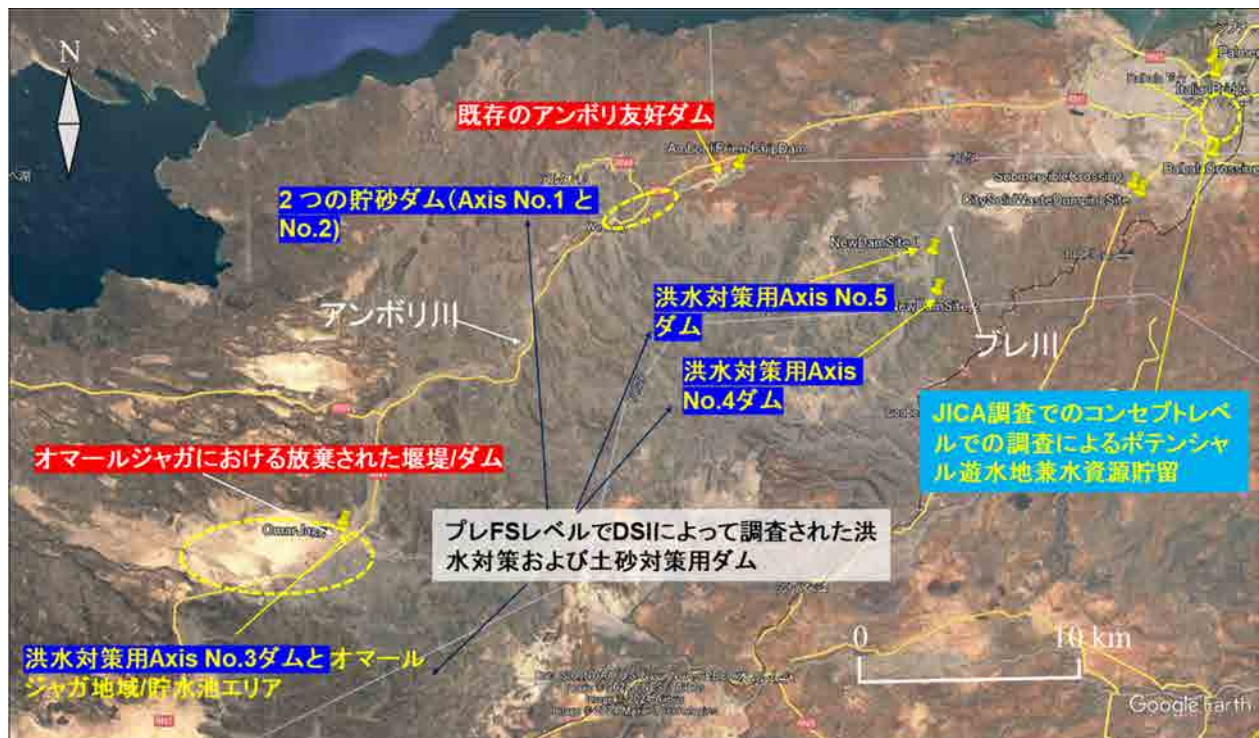 N
既存のアンボリ友好ダム
2つの貯砂ダム(Axis No.1 と
No.2)
アンボリ川
洪水対策用Axis No.5
ダム
洪水対策用Axis
No.4ダム
ブレ川
NewDamSite
NewDamSite
SubmersibleCrossing
CitySolidWasteDumpingSite
BalbalaCrossing
ItalianBridge
JICA調査でのコンセプトレベ
ルでの調査によるポテンシャ
ル遊水地兼水資源貯留
オマールジャガにおける放棄された堰堤/ダム
OmarJaga
プレFSレベルでDSIによって調査された洪
水対策および土砂対策用ダム
洪水対策用Axis No.3ダムとオマール
ジャガ地域/貯水池エリア
0
10 km
Google Earth